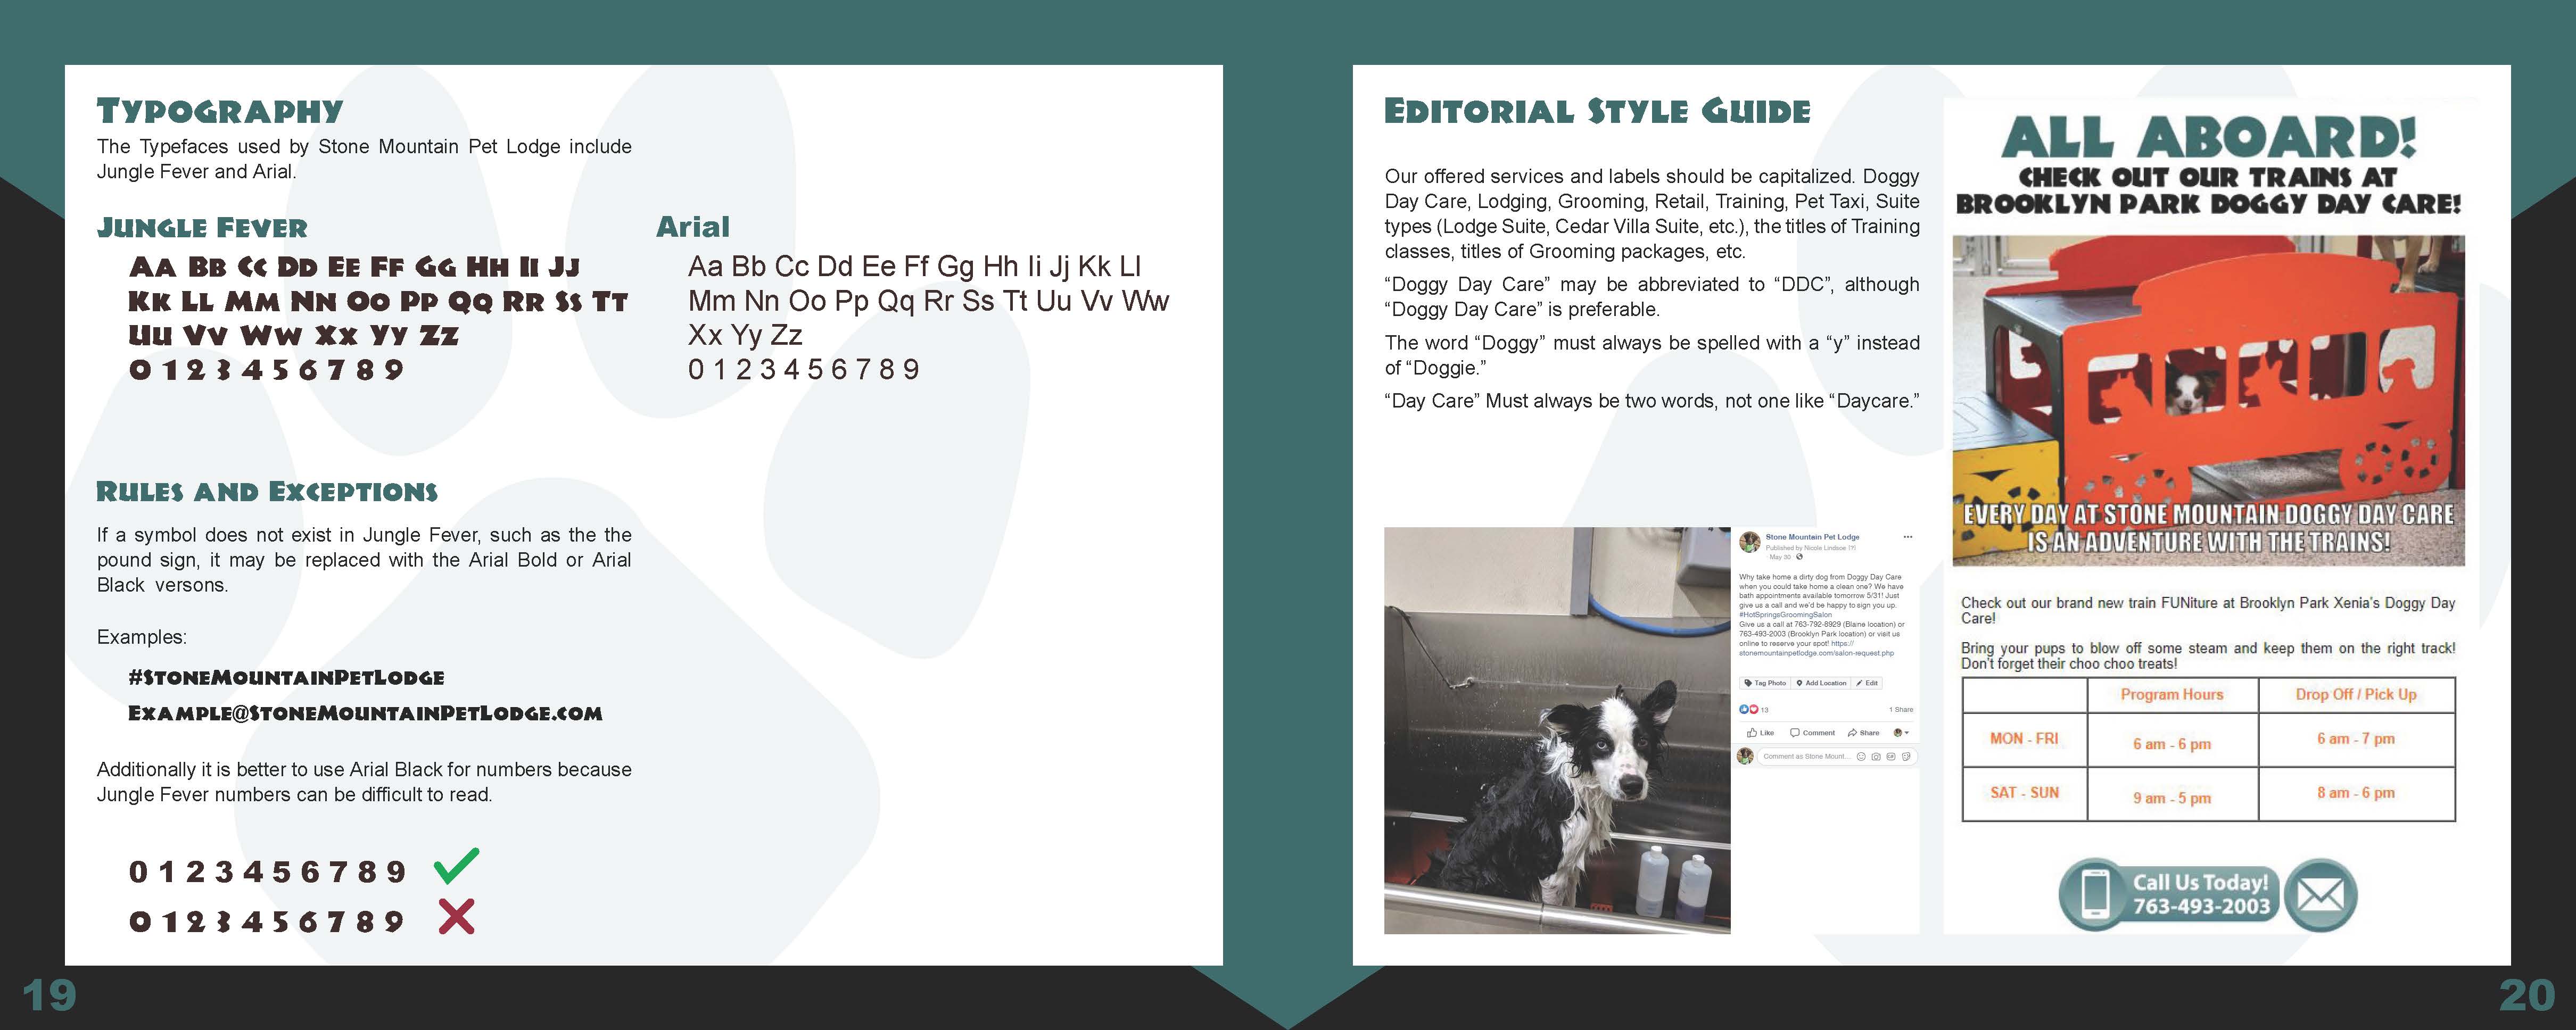 TYPOGRAPHY
The Typefaces used by Stone Mountain Pet Lodge include
Jungle Fever and Arial.
JUNGLE FEVER
AA BB CC DD EE FF GG HH II JJ
KK LL MM NN OO PP QQ RR SS TT
UU VV WW XX YY ZZ
0 1 2 3 4 5 6 7 8 9
Arial
Aa Bb Cc Dd Ee Ff Gg Hh Ii Jj Kk Ll
Mm Nn Oo Pp Qq Rr Ss Tt Uu Vv Ww
Xx Yy Zz
0 1 2 3 4 5 6 7 8 9
RULES AND EXCEPTIONS
If a symbol does not exist in Jungle Fever, such as the the
pound sign, it may be replaced with the Arial Bold or Arial
Black versons.
Examples:
#STONEMOUNTAINPETLODGE
EXAMPLE@STONEMOUNTAINPETLODGE.COM
Additionally it is better to use Arial Black for numbers because
Jungle Fever numbers can be difficult to read.
0 1 2 3 4 5 6 7 8 9
0 1 2 3 4 5 6 7 8 9
19
EDITORIAL STYLE GUIDE
Our offered services and labels should be capitalized. Doggy
Day Care, Lodging, Grooming, Retail, Training, Pet Taxi, Suite
types (Lodge Suite, Cedar Villa Suite, etc.), the titles of Training
classes, titles of Grooming packages, etc.
“Doggy Day Care” may be abbreviated to “DDC”, although
“Doggy Day Care” is preferable.
The word “Doggy” must always be spelled with a “y” instead
of “Doggie.”
“Day Care” Must always be two words, not one like “Daycare.”
Stone Mountain Pet Lodge
Published by Nicole Lindsoe
May 30
Why take home a dirty dog from Doggy Day Care
when you could take home a clean one? We have
bath appointments available tomorrow 5/31! Just
give us a call and we'd be happy to sign you up.
#HotSpringsGroomingSalon
Give us a call at 763-792-8929 (Blaine location) or
763-493-2003 (Brooklyn Park location) or visit us
online to reserve your spot! https://
stonemountainpetlodge.com/salon-request.php
Tag Photo Add Location Edit
13 1 Share
Like Comment Share
Comment as Stone Mount...
ALL ABOARD!
CHECK OUT OUR TRAINS AT
BROOKLYN PARK DOGGY DAY CARE!
EVERY DAY AT STONE MOUNTAIN DOGGY DAY CARE
IS AN ADVENTURE WITH THE TRAINS!
Check out our brand new train FUNiture at Brooklyn Park Xenia's Doggy Day
Care!
Bring your pups to blow off some steam and keep them on the right track!
Don't forget their choo choo treats!
Program Hours Drop Off / Pick Up
MON - FRI 6 am - 6 pm 6 am - 7 pm
SAT - SUN 9 am - 5 pm 8 am - 6 pm
Call Us Today!
763-493-2003
20